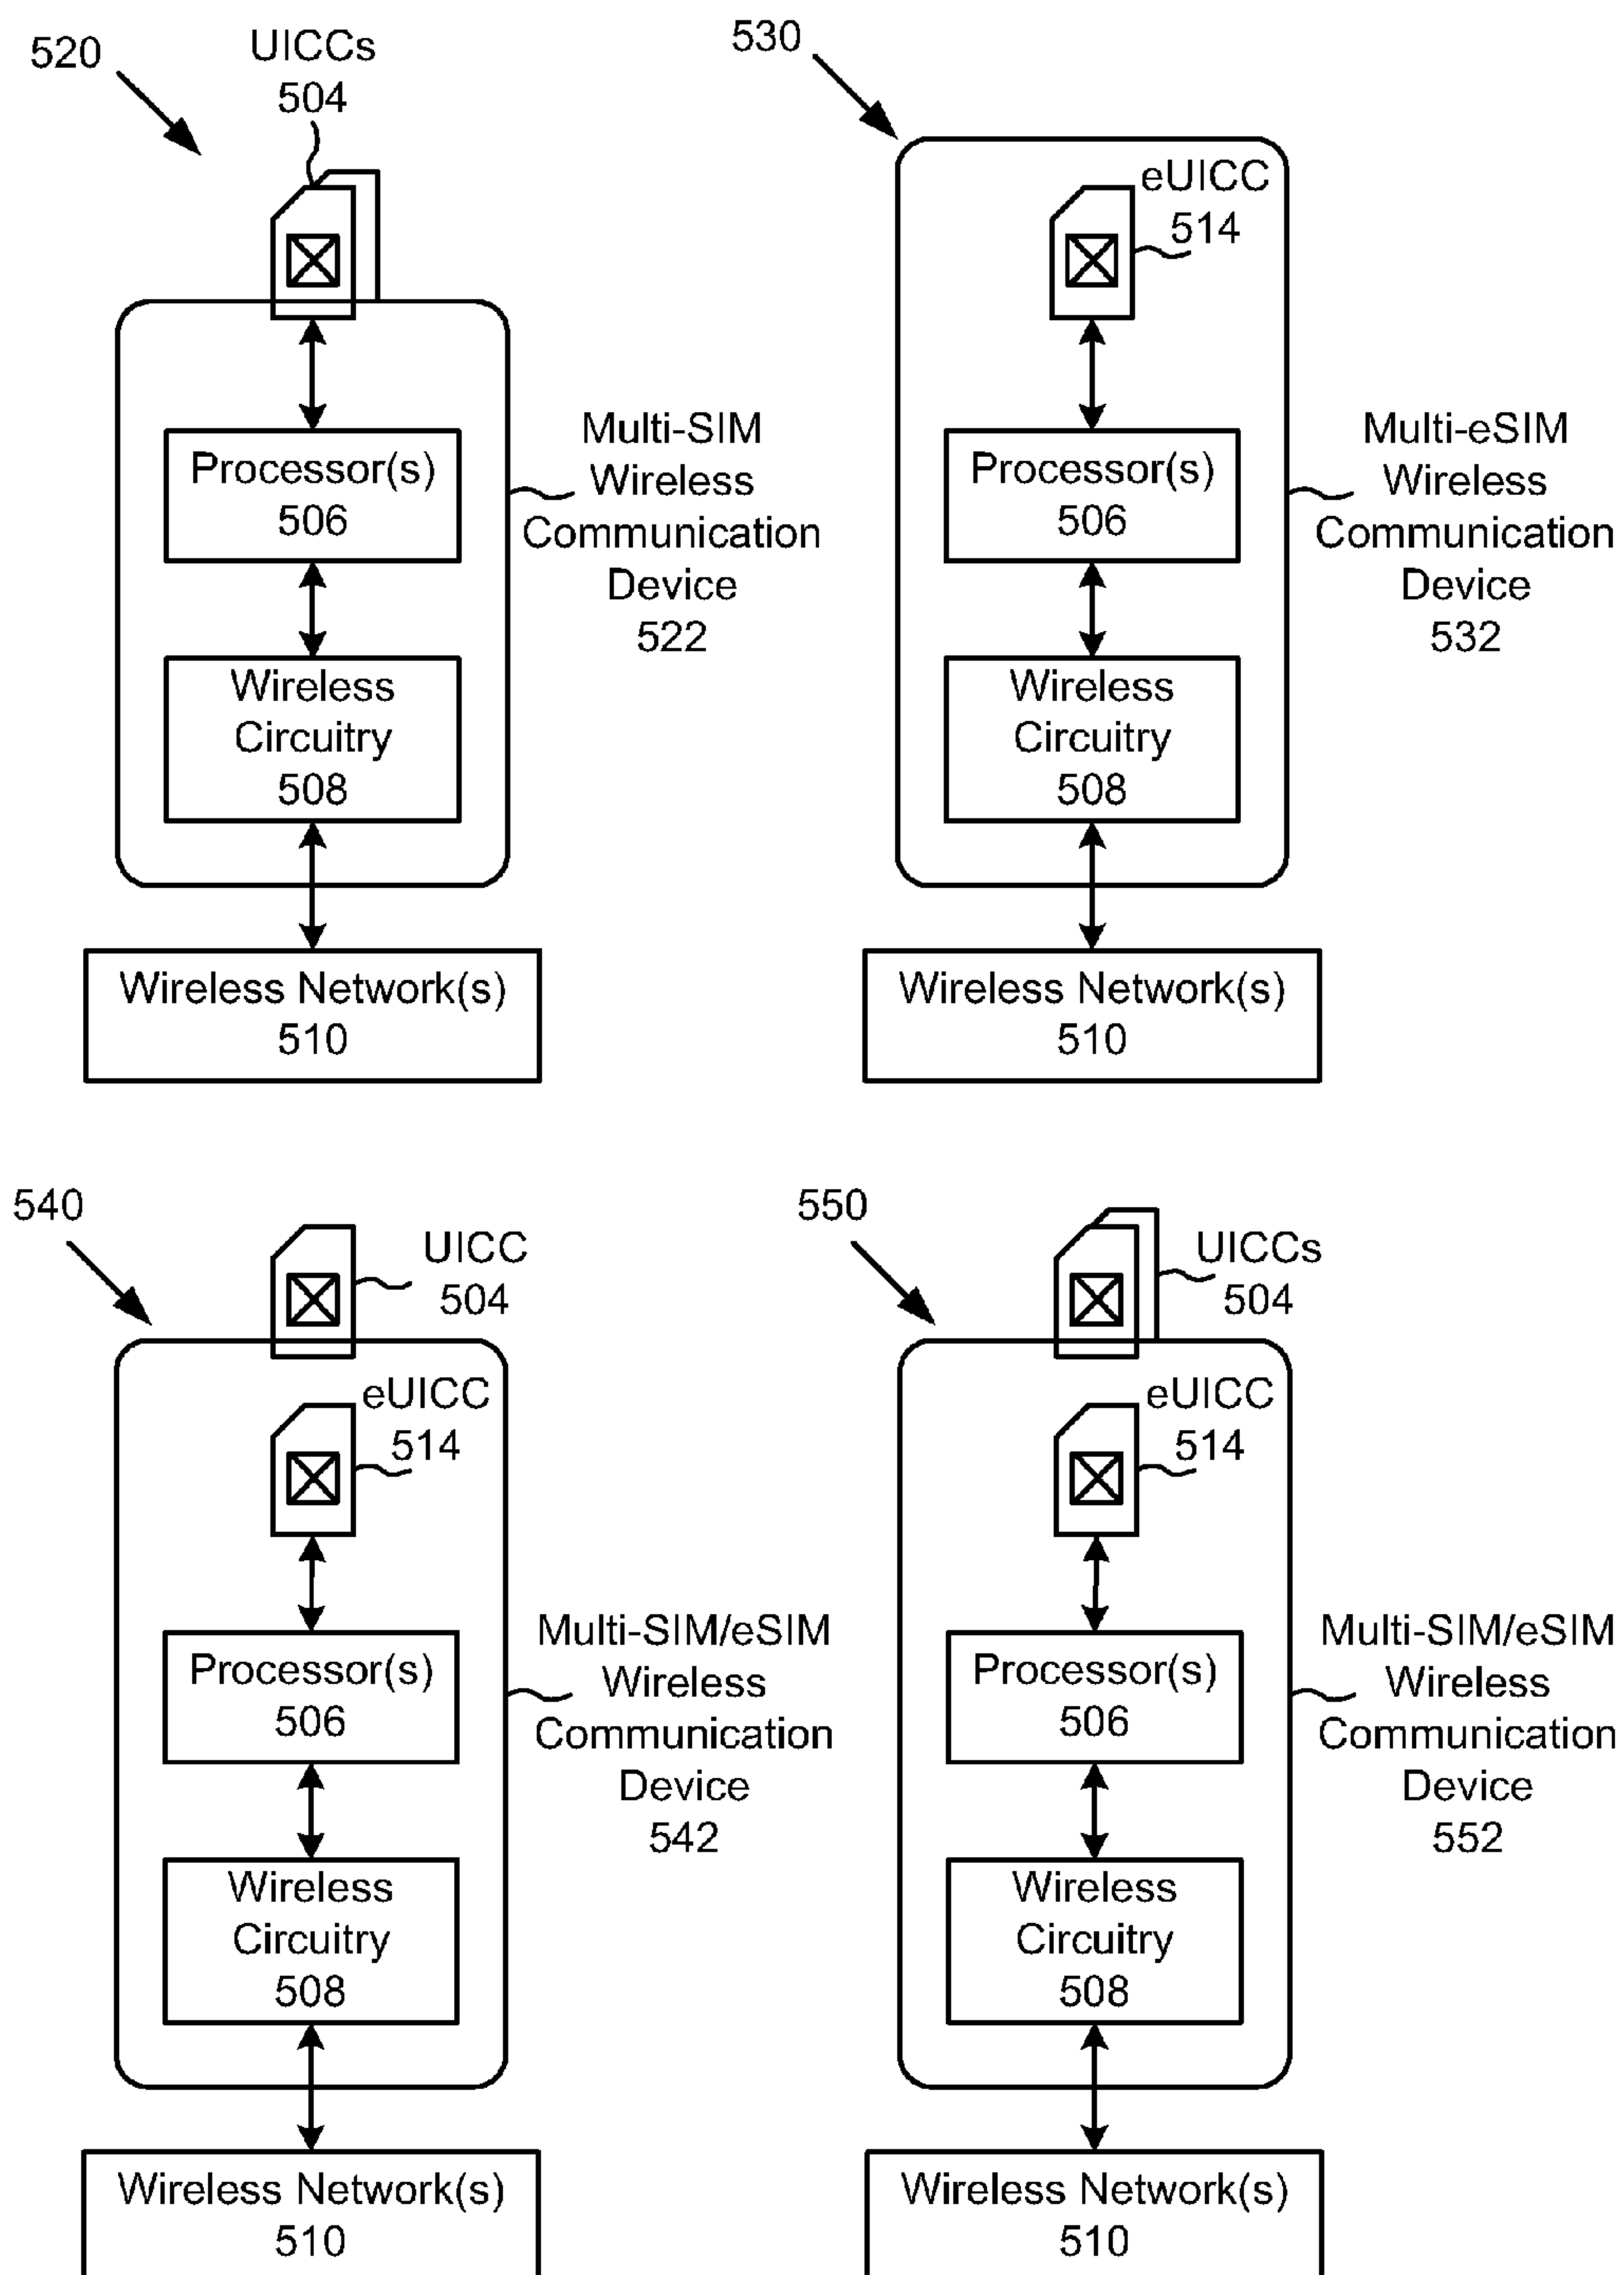 520
UICCs
504
Processor(s)
506
Wireless
Circuitry
508
Multi-SIM
Wireless
Communication
Device
522
Wireless Network(s)
510
530
eUICC
514
Processor(s)
506
Wireless
Circuitry
508
Multi-eSIM
Wireless
Communication
Device
532
Wireless Network(s)
510
540
UICC
504
eUICC
514
Processor(s)
506
Wireless
Circuitry
508
Multi-SIM/eSIM
Wireless
Communication
Device
542
Wireless Network(s)
510
550
UICCs
504
eUICC
514
Processor(s)
506
Wireless
Circuitry
508
Multi-SIM/eSIM
Wireless
Communication
Device
552
Wireless Network(s)
510